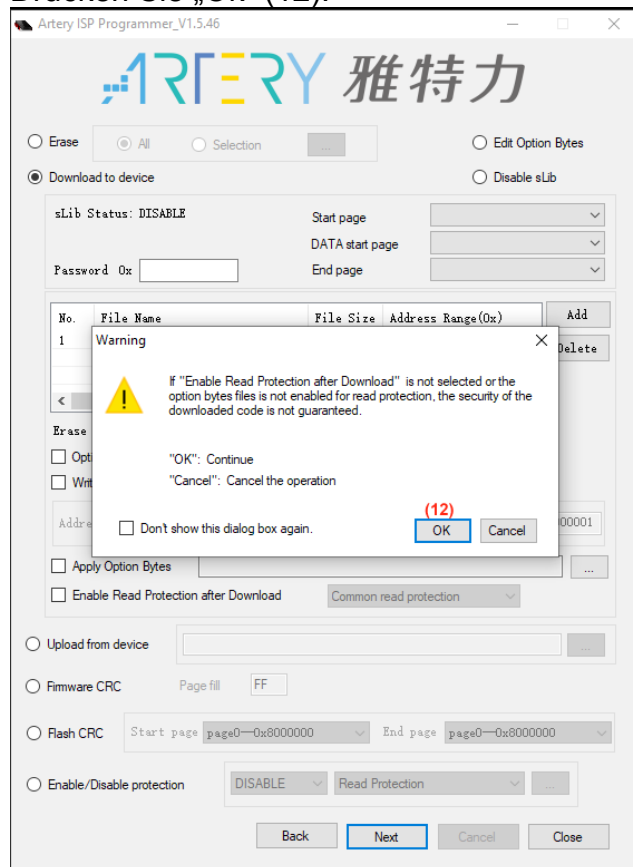 Drücken Sie „OK“ (12).
Artery ISP Programmer_V1.5.46
ARTERY 雅特力
Erase All Selection ... Edit Option Bytes
Download to device Disable sLib
sLib Status: DISABLE Start page
DATA start page
Password 0x End page
No. File Name File Size Address Range(0x) Add
1 Delete
Warning
If "Enable Read Protection after Download" is not selected or the
option bytes files is not enabled for read protection, the security of the
downloaded code is not guaranteed.
"OK": Continue
"Cancel": Cancel the operation
(12)
Don't show this dialog box again. OK Cancel
Erase
Apply Option Bytes ...
Enable Read Protection after Download Common read protection
Upload from device ...
Firmware CRC Page fill FF
Flash CRC Start page page0—0x8000000 End page page0—0x8000000
Enable/Disable protection DISABLE Read Protection ...
Back Next Cancel Close